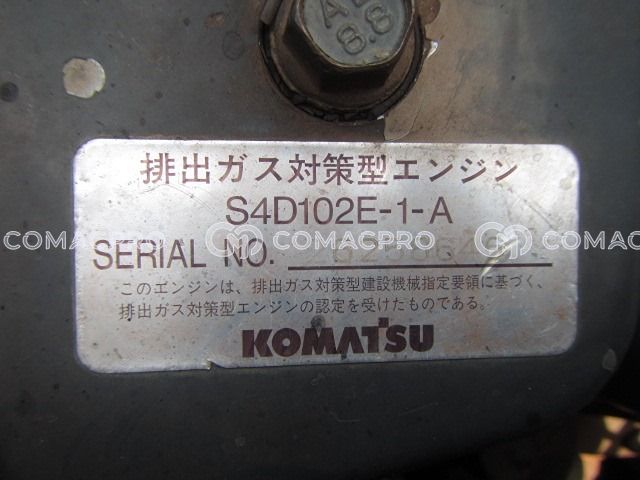 排出ガス対策型エンジン
S4D102E-1-A
SERIAL NO.
COMACPRO COMACPRO COMACPRO
このエンジンは、排出ガス対策型建設機械指定要領に基づく、
排出ガス対策型エンジンの認定を受けたものである。
KOMATSU